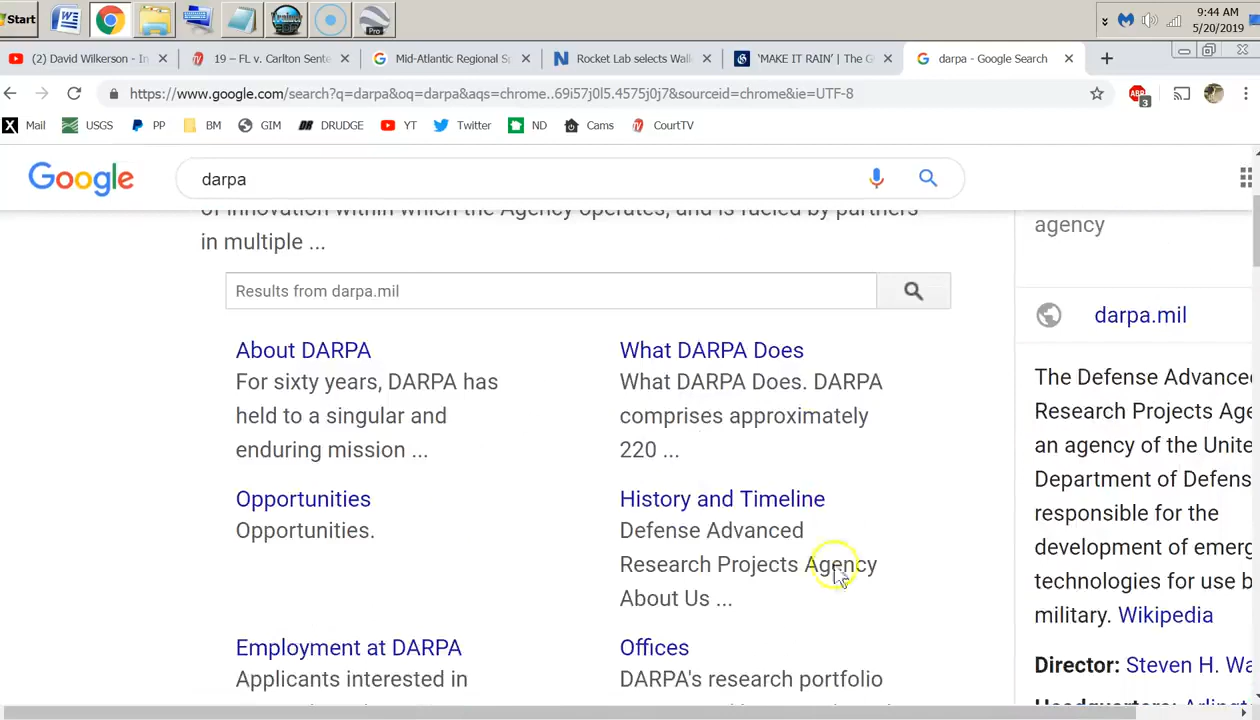 Start
9:44 AM
5/20/2019
(2) David Wilkerson - In
19 – FL v. Carlton Sente
Mid-Atlantic Regional S
Rocket Lab selects Wall
'MAKE IT RAIN' | The G
darpa - Google Search
https://www.google.com/search?q=darpa&oq=darpa&aqs=chrome..69i57j0l5.4575j0j7&sourceid=chrome&ie=UTF-8
ABP
3
Mail
USGS
PP
BM
GIM
DRUDGE
YT
Twitter
ND
Cams
CourtTV
Google
darpa
of innovation within which the Agency operates, and is fueled by partners
in multiple ...
Results from darpa.mil
About DARPA
For sixty years, DARPA has
held to a singular and
enduring mission ...
What DARPA Does
What DARPA Does. DARPA
comprises approximately
220 ...
Opportunities
Opportunities.
History and Timeline
Defense Advanced
Research Projects Agency
About Us ...
Employment at DARPA
Applicants interested in
Offices
DARPA's research portfolio
agency
darpa.mil
The Defense Advanced
Research Projects Age
an agency of the Unite
Department of Defens
responsible for the
development of emerg
technologies for use b
military. Wikipedia
Director: Steven H. Wa
Headquarters: Arlingt